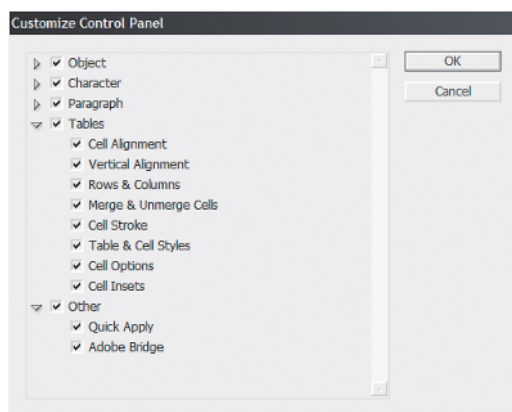 Customize Control Panel
Object
Character
Paragraph
Tables
Cell Alignment
Vertical Alignment
Rows & Columns
Merge & Unmerge Cells
Cell Stroke
Table & Cell Styles
Cell Options
Cell Insets
Other
Quick Apply
Adobe Bridge
OK
Cancel